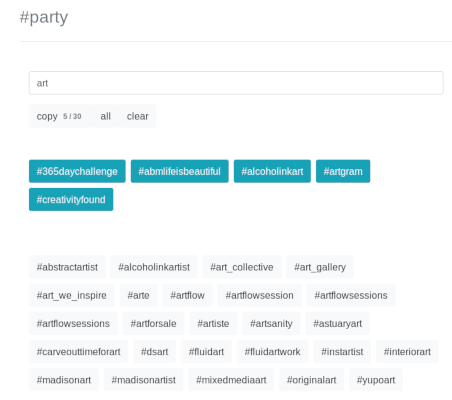 #party
art
copy 5 / 30 all clear
#365daychallenge #abmlifeisbeautiful #alcoholinkart #artgram
#creativityfound
#abstractartist #alcoholinkartist #art_collective #art_gallery
#art_we_inspire #arte #artflow #artflowsession #artflowsessions
#artflowsessions #artforsale #artiste #artsanity #astuaryart
#carveouttimeforart #dsart #fluidart #fluidartwork #instartist #interiorart
#madisonart #madisonartist #mixedmediaart #originalart #yupoart